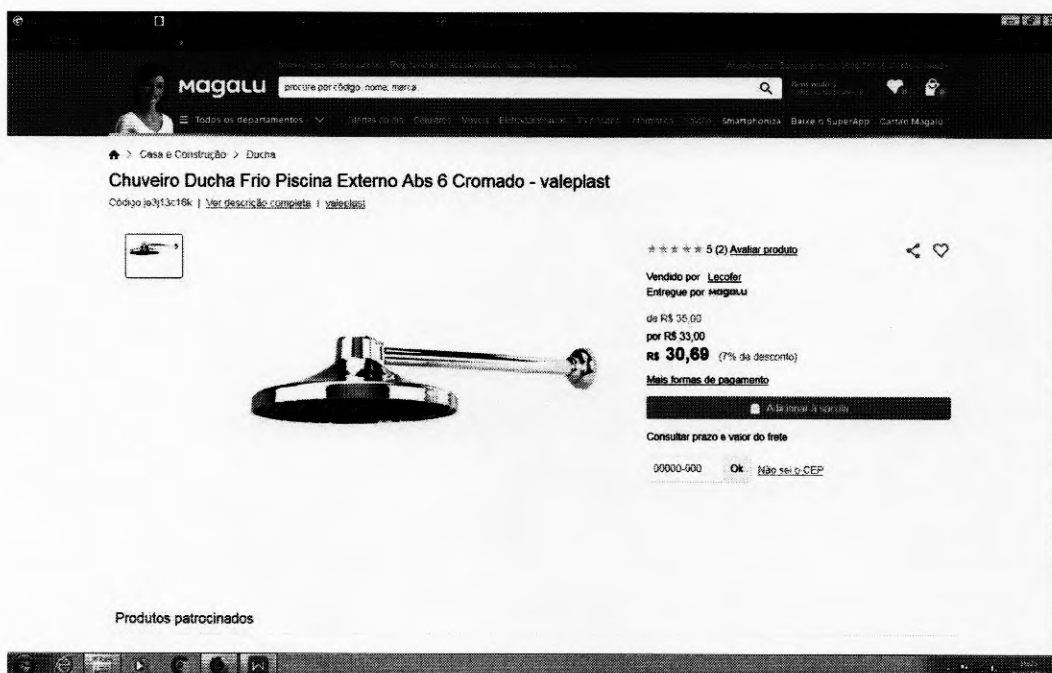 magalu
procure por código, nome, marca
Todos os departamentos
Smartphoniza Baixe o SuperApp Cartão Magalu
> Casa e Construção > Ducha
Chuveiro Ducha Frio Piscina Externo Abs 6 Cromado - valeplast
Código je3j13c16k | Ver descrição completa | valeplast
5 (2) Avaliar produto
Vendido por Lecofer
Entregue por magalu
de R$ 35,00
por R$ 33,00
R$ 30,69 (7% de desconto)
Mais formas de pagamento
Adicionar à sacola
Consultar prazo e valor do frete
00000-000 Ok Não sei o CEP
Produtos patrocinados